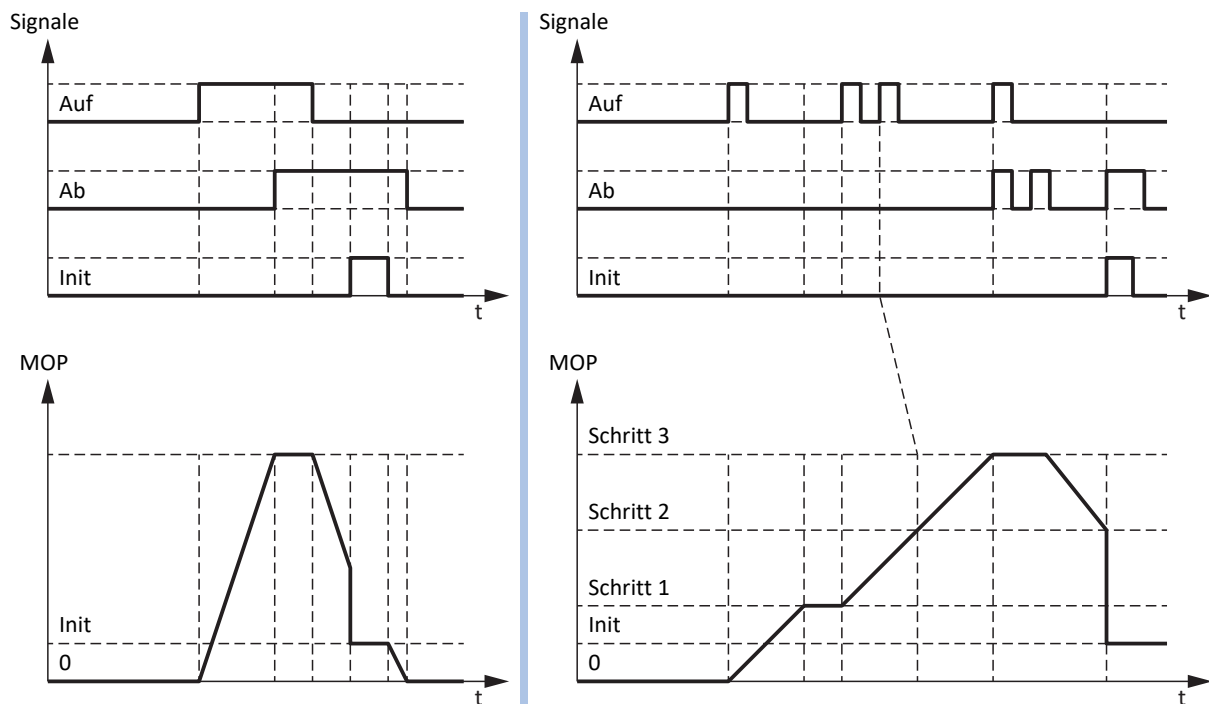 Signale
Auf
Ab
Init
t
MOP
Init
0
t
Signale
Auf
Ab
Init
t
MOP
Schritt 3
Schritt 2
Schritt 1
Init
0
t